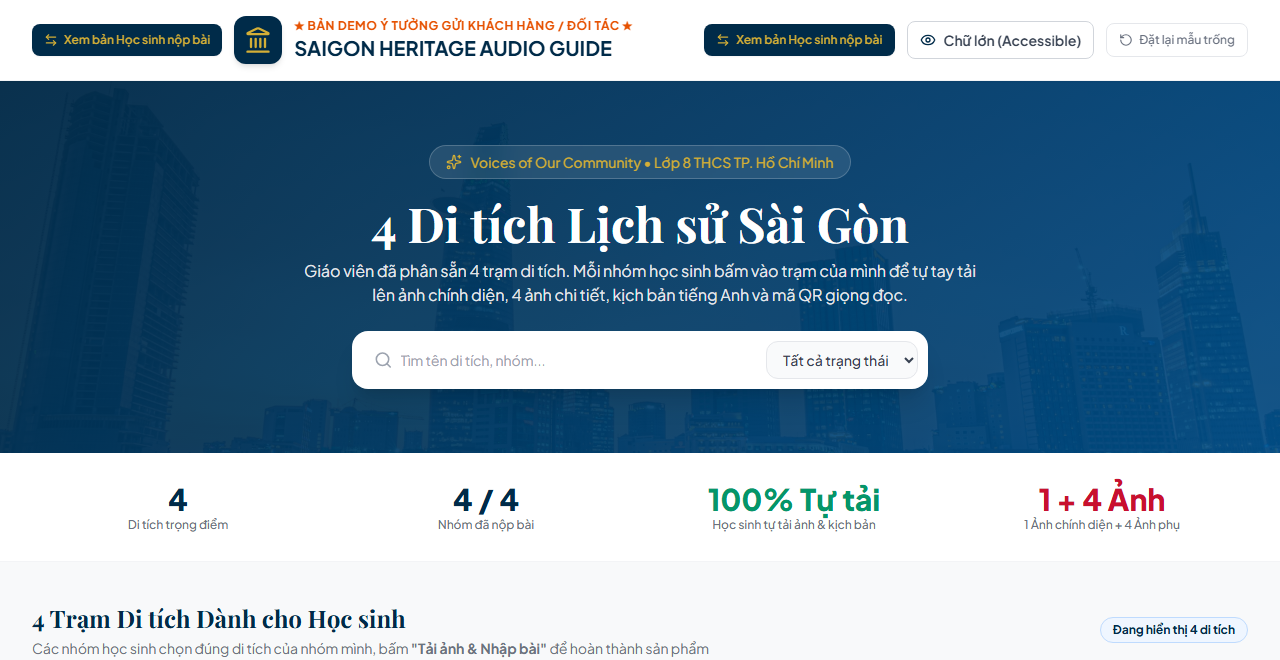 Xem bản Học sinh nộp bài
★ BẢN DEMO Ý TƯỞNG GỬI KHÁCH HÀNG / ĐỐI TÁC ★
SAIGON HERITAGE AUDIO GUIDE
Xem bản Học sinh nộp bài
Chữ lớn (Accessible)
Đặt lại mẫu trống
Voices of Our Community • Lớp 8 THCS TP. Hồ Chí Minh
4 Di tích Lịch sử Sài Gòn
Giáo viên đã phân sẵn 4 trạm di tích. Mỗi nhóm học sinh bấm vào trạm của mình để tự tay tải
lên ảnh chính diện, 4 ảnh chi tiết, kịch bản tiếng Anh và mã QR giọng đọc.
Tìm tên di tích, nhóm...
Tất cả trạng thái
4
Di tích trọng điểm
4 / 4
Nhóm đã nộp bài
100% Tự tải
Học sinh tự tải ảnh & kịch bản
1 + 4 Ảnh
1 Ảnh chính diện + 4 Ảnh phụ
4 Trạm Di tích Dành cho Học sinh
Các nhóm học sinh chọn đúng di tích của nhóm mình, bấm "Tải ảnh & Nhập bài" để hoàn thành sản phẩm
Đang hiển thị 4 di tích